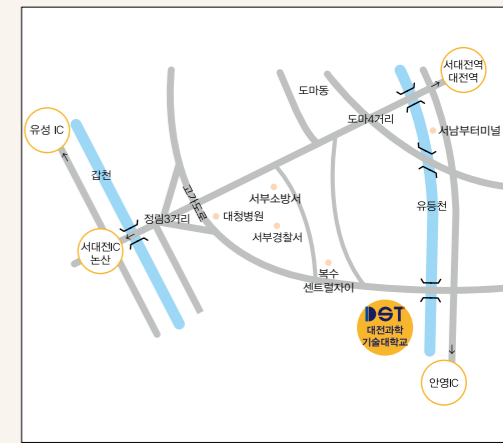 서대전역
대전역
도마동
도마4거리
유성 IC
서남부터미널
갑천
고가도로
서부소방서
유등천
정림3거리
대청병원
서부경찰서
서대전IC
논산
복수
센트럴자이
DST
대전과학
기술대학교
안영IC